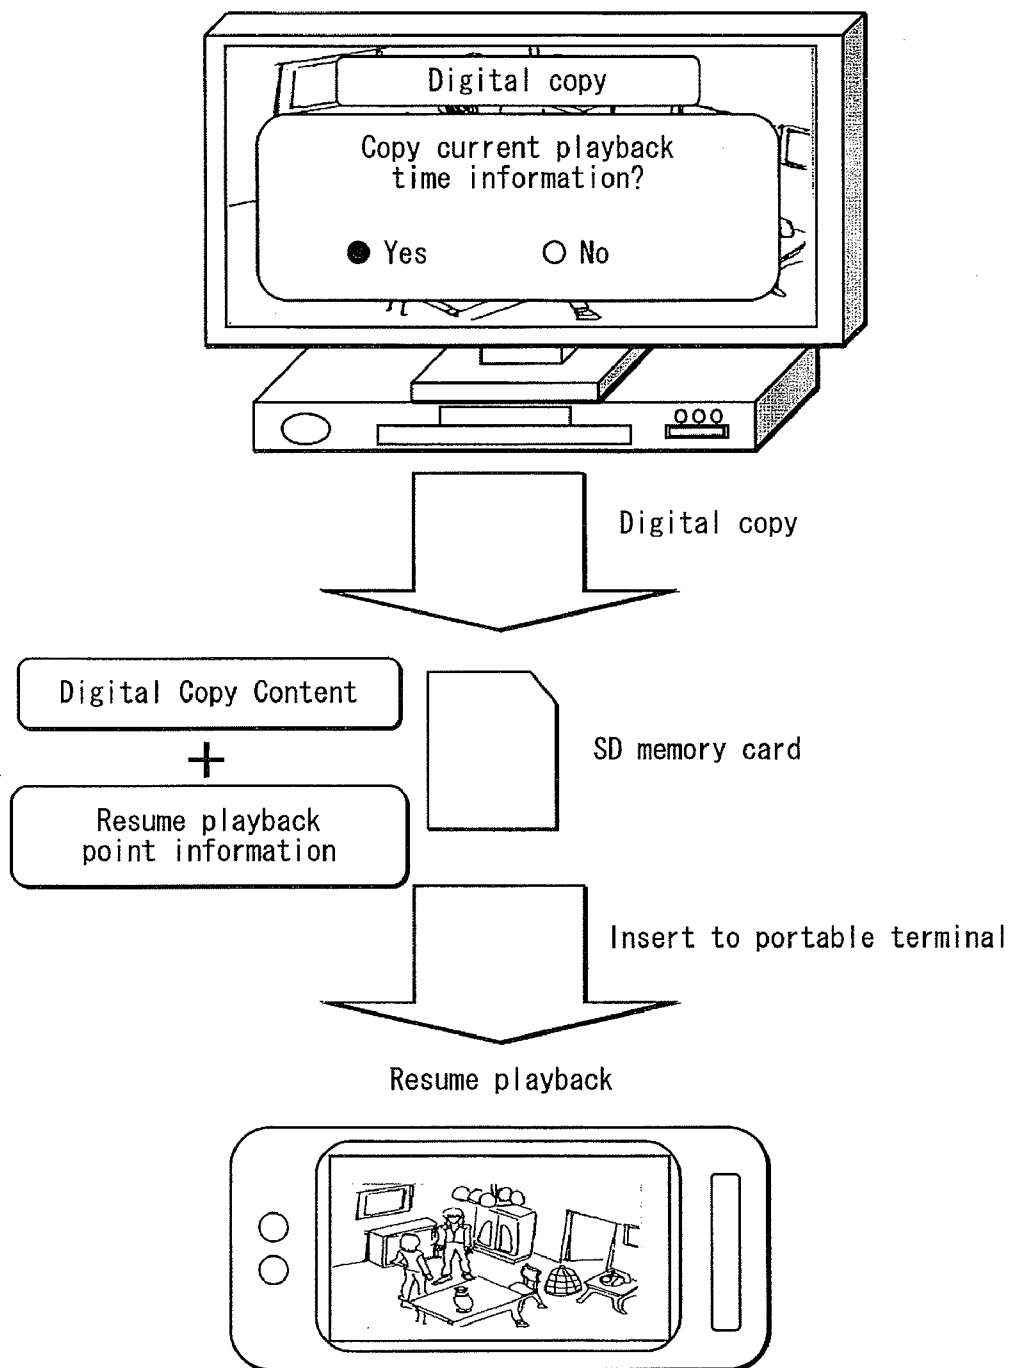 Digital copy
Copy current playback
time information?
Yes No
Digital copy
Digital Copy Content
+
SD memory card
Resume playback
point information
Insert to portable terminal
Resume playback